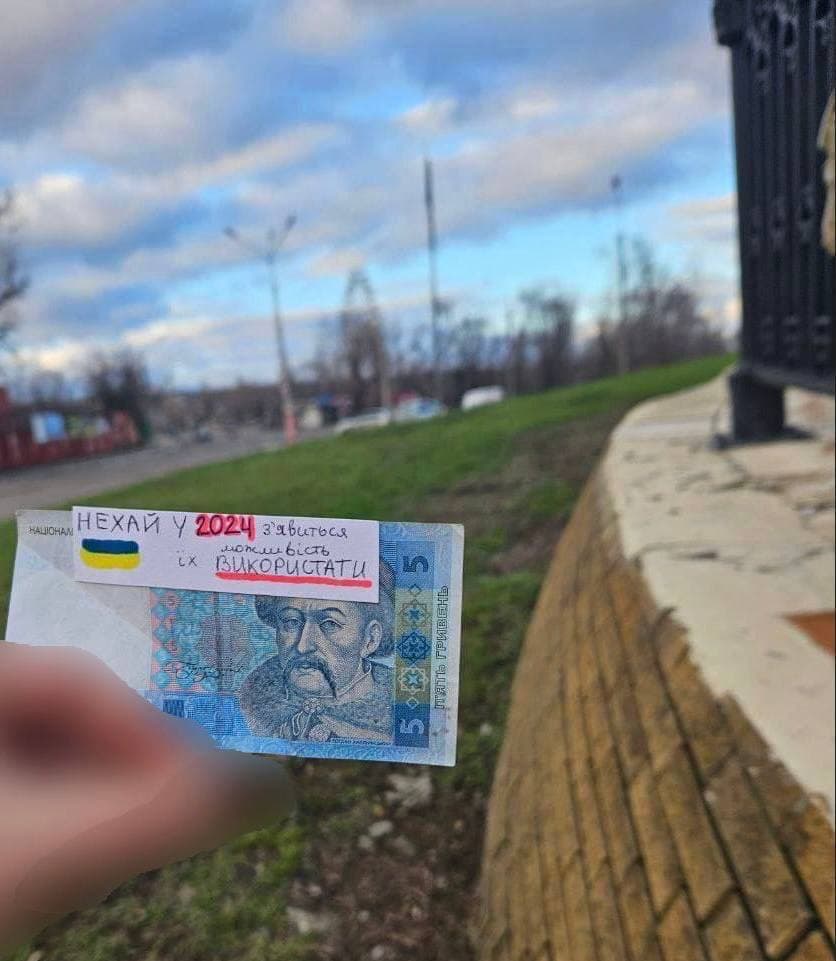 НАЦІОНАЛ
НЕХАЙ У 2024 з'явиться
можливість
їх ВИКОРИСТАТИ
5
П'ЯТЬ ГРИВЕНЬ
5